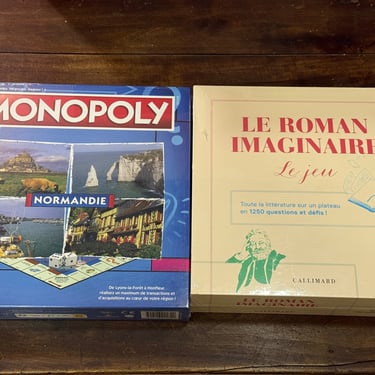 MONOPOLY
NORMANDIE
De Lyons-la-Forêt à Honfleur,
réalisez un maximum de transactions et
d'acquisitions au cœur de votre région !
LE ROMAN
IMAGINAIRE
Le jeu
Toute la littérature sur un plateau
en 1250 questions et défis !
GALLIMARD
LE ROMAN
IMAGINAIRE